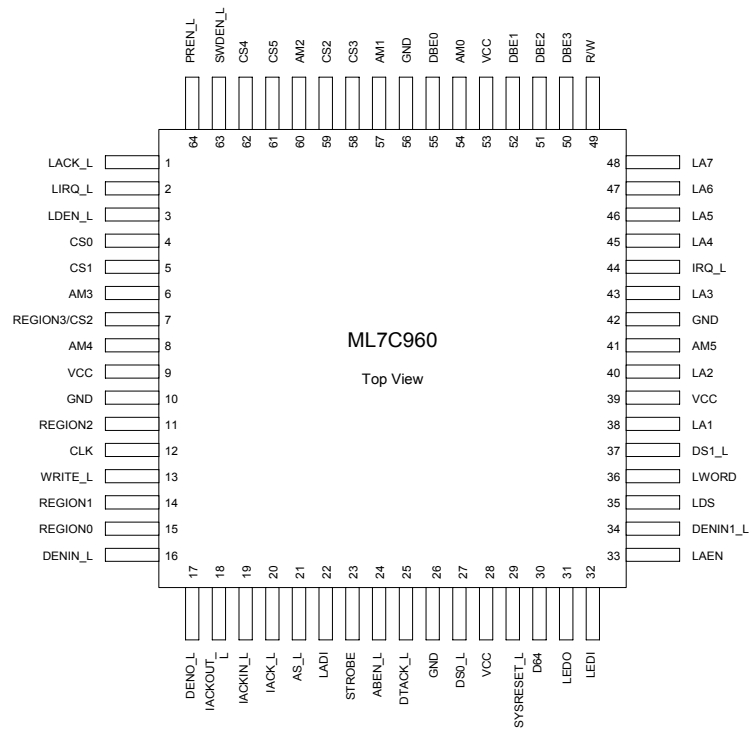 PREN_L
SWDEN_L
CS4
CS5
AM2
CS2
CS3
AM1
GND
DBE0
AM0
VCC
DBE1
DBE2
DBE3
R/W
64
63
62
61
60
59
58
57
56
55
54
53
52
51
50
49
LACK_L 1
LIRQ_L 2
LDEN_L 3
CS0 4
CS1 5
AM3 6
REGION3/CS2 7
AM4 8
VCC 9
GND 10
REGION2 11
CLK 12
WRITE_L 13
REGION1 14
REGION0 15
DENIN_L 16
ML7C960
Top View
48 LA7
47 LA6
46 LA5
45 LA4
44 IRQ_L
43 LA3
42 GND
41 AM5
40 LA2
39 VCC
38 LA1
37 DS1_L
36 LWORD
35 LDS
34 DENIN1_L
33 LAEN
17
18
19
20
21
22
23
24
25
26
27
28
29
30
31
32
DENO_L
IACKOUT_
L
IACKIN_L
IACK_L
AS_L
LADI
STROBE
ABEN_L
DTACK_L
GND
DS0_L
VCC
SYSRESET_L
D64
LEDO
LEDI